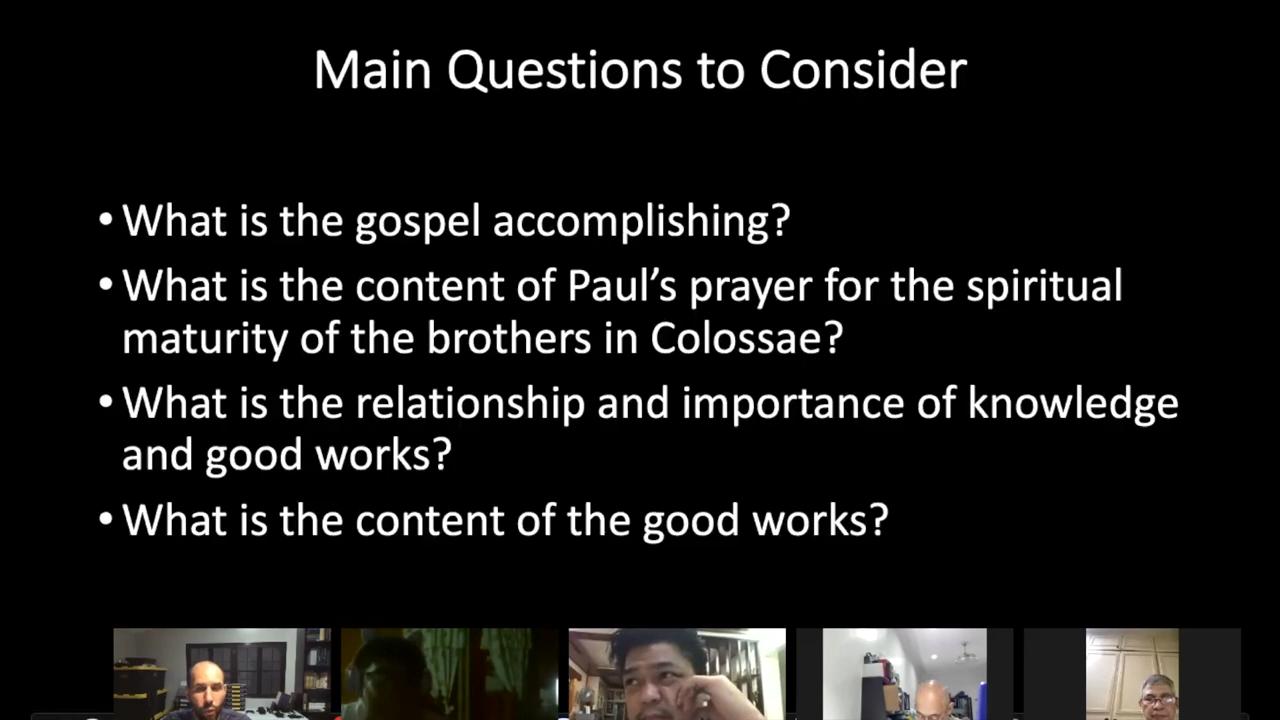 Main Questions to Consider
• What is the gospel accomplishing?
• What is the content of Paul’s prayer for the spiritual
maturity of the brothers in Colossae?
• What is the relationship and importance of knowledge
and good works?
• What is the content of the good works?